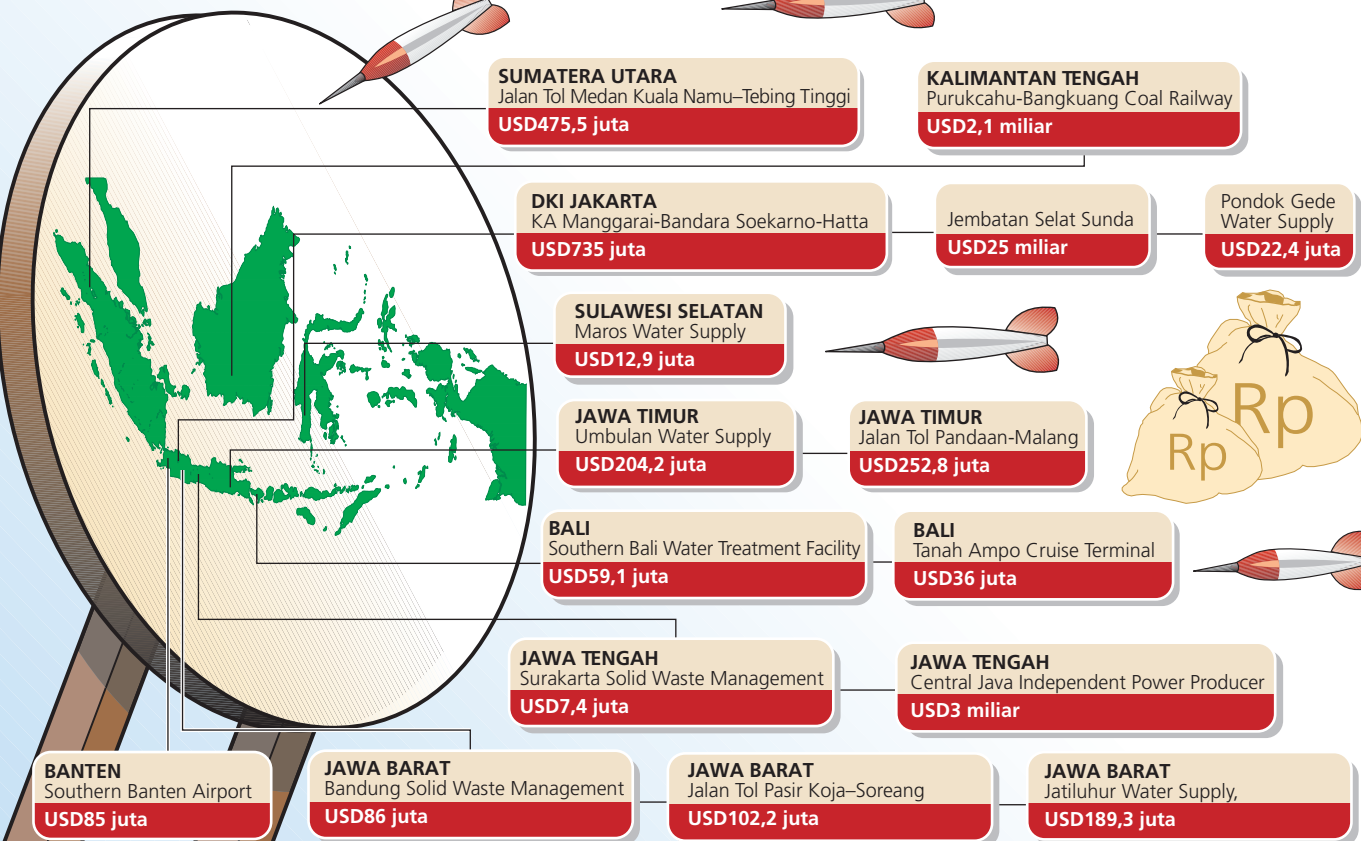 SUMATERA UTARA
Jalan Tol Medan Kuala Namu–Tebing Tinggi
USD475,5 juta
KALIMANTAN TENGAH
Purukcahu-Bangkuang Coal Railway
USD2,1 miliar
DKI JAKARTA
KA Manggarai-Bandara Soekarno-Hatta
USD735 juta
Jembatan Selat Sunda
USD25 miliar
Pondok Gede
Water Supply
USD22,4 juta
SULAWESI SELATAN
Maros Water Supply
USD12,9 juta
Rp
Rp
JAWA TIMUR
Umbulan Water Supply
USD204,2 juta
JAWA TIMUR
Jalan Tol Pandaan-Malang
USD252,8 juta
BALI
Southern Bali Water Treatment Facility
USD59,1 juta
BALI
Tanah Ampo Cruise Terminal
USD36 juta
JAWA TENGAH
Surakarta Solid Waste Management
USD7,4 juta
JAWA TENGAH
Central Java Independent Power Producer
USD3 miliar
BANTEN
Southern Banten Airport
USD85 juta
JAWA BARAT
Bandung Solid Waste Management
USD86 juta
JAWA BARAT
Jalan Tol Pasir Koja–Soreang
USD102,2 juta
JAWA BARAT
Jatiluhur Water Supply,
USD189,3 juta